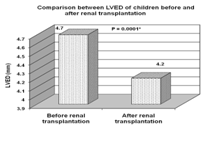 Comparison between LVED of children before and
after renal transplantation
4.7
P = 0.0001*
4.2
4.7
4.6
4.5
4.4
4.3
4.2
4.1
4
3.9
LVED(mm)
Before renal
transplantation
After renal
transplantation